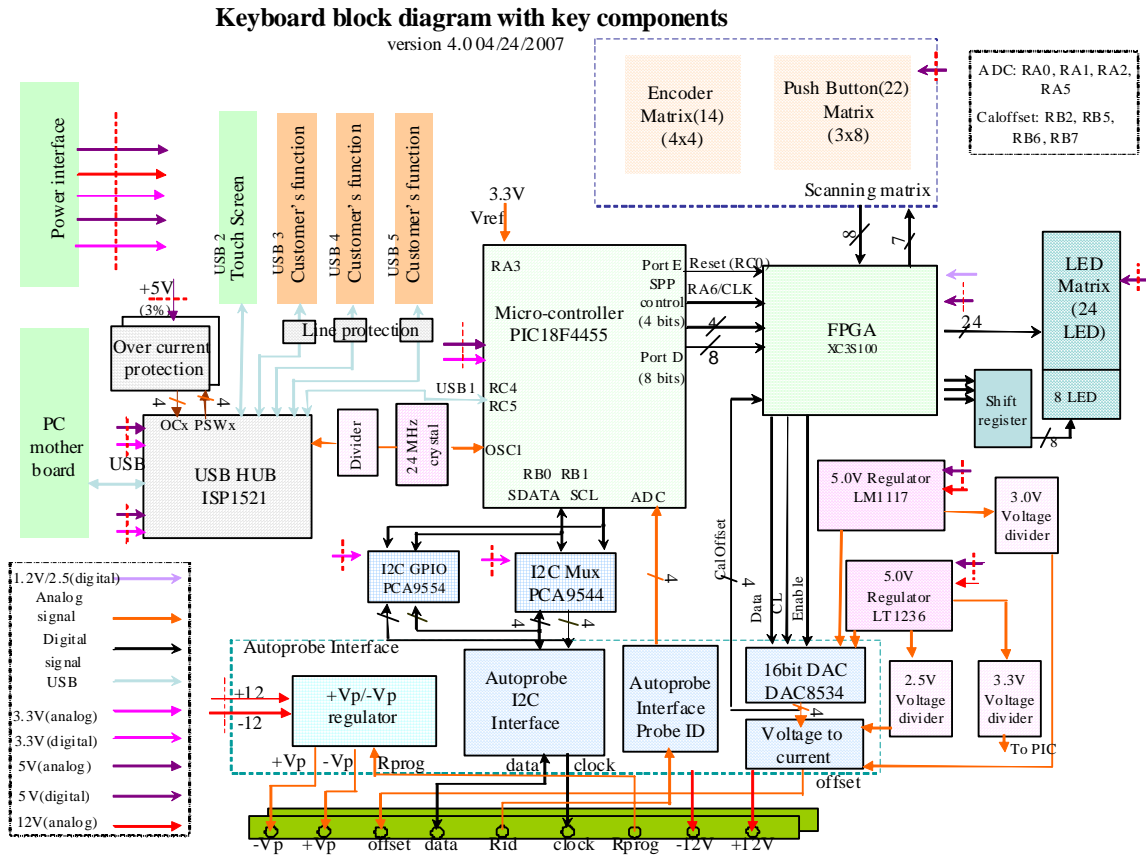 Keyboard block diagram with key components
version 4.0 04/24/2007
Power interface
USB 2
Touch Screen
USB 3
Customer's function
USB 4
Customer's function
USB 5
Customer's function
Line protection
Encoder
Matrix(14)
(4x4)
Push Button(22)
Matrix
(3x8)
Scanning matrix
8
7
ADC: RA0, RA1, RA2,
RA5
Caloffset: RB2, RB5,
RB6, RB7
3.3V
Vref
RA3
Micro-controller
PIC18F4455
Port E
SPP
control
(4 bits)
Port D
(8 bits)
Reset (RC0)
RA6/CLK
4
8
USB1
RC4
RC5
OSC1
RB0 RB1
SDATA SCL
ADC
FPGA
XC3S100
24
LED
Matrix
(24
LED)
8 LED
Shift
register
8
+5V
(3%)
Over current
protection
4
4
OCx PSWx
USB HUB
ISP1521
PC
mother
board
USB
Divider
24 MHz
crystal
I2C GPIO
PCA9554
I2C Mux
PCA9544
4
4
4
CalOffset
4
Data
CL
Enable
5.0V Regulator
LM1117
3.0V
Voltage
divider
5.0V
Regulator
LT1236
2.5V
Voltage
divider
3.3V
Voltage
divider
To PIC
1.2V/2.5(digital)
Analog
signal
Digital
signal
USB
3.3V(analog)
3.3V(digital)
5V(analog)
5V(digital)
12V(analog)
Autoprobe Interface
+12
-12
+Vp/-Vp
regulator
Autoprobe
I2C
Interface
Autoprobe
Interface
Probe ID
16bit DAC
DAC8534
4
Voltage to
current
+Vp
-Vp
Rprog
data
clock
offset
-Vp
+Vp
offset
data
Rid
clock
Rprog
-12V
+12V